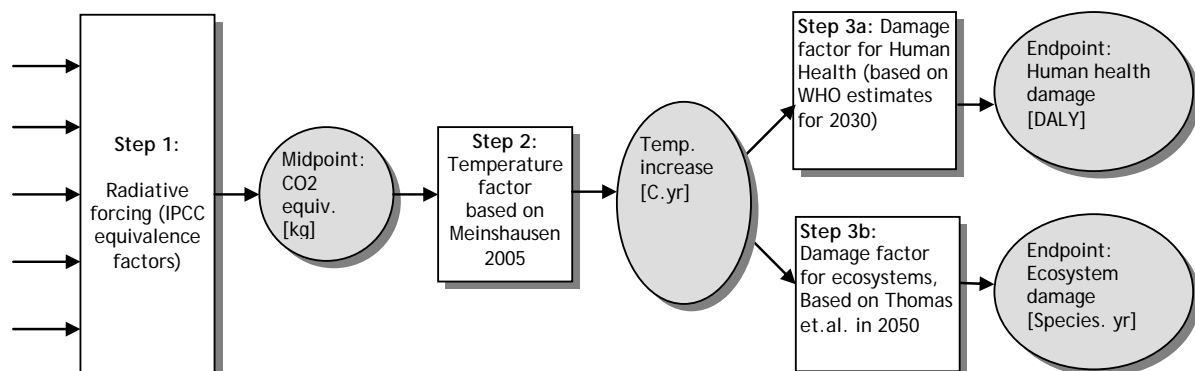 Step 1:
Radiative
forcing (IPCC
equivalence
factors)
Midpoint:
CO2
equiv.
[kg]
Step 2:
Temperature
factor
based on
Meinshausen
2005
Temp.
increase
[C.yr]
Step 3a: Damage
factor for Human
Health (based on
WHO estimates
for 2030)
Endpoint:
Human health
damage
[DALY]
Step 3b:
Damage factor
for ecosystems,
Based on Thomas
et.al. in 2050
Endpoint:
Ecosystem
damage
[Species. yr]